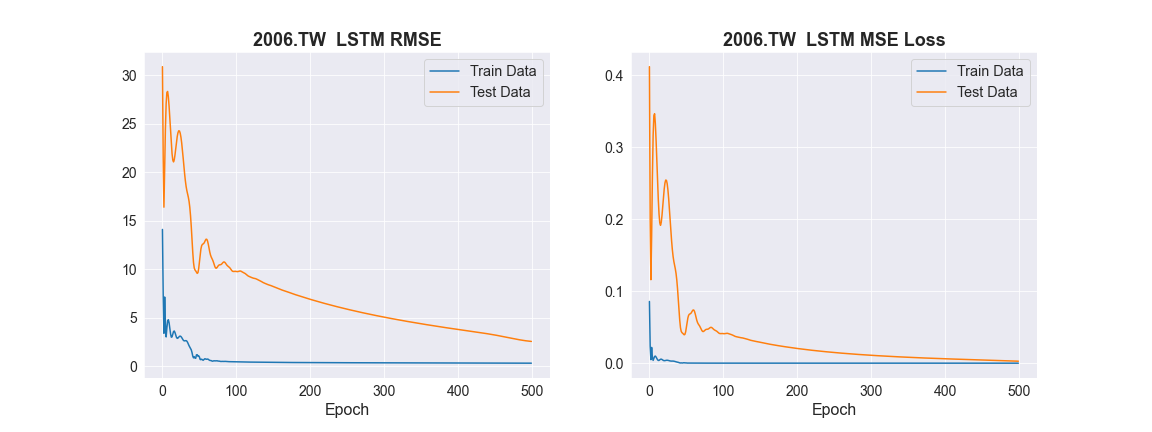 2006.TW  LSTM RMSE
Train Data
Test Data
30
25
20
15
10
5
0
0 100 200 300 400 500
Epoch
2006.TW  LSTM MSE Loss
Train Data
Test Data
0.4
0.3
0.2
0.1
0.0
0 100 200 300 400 500
Epoch